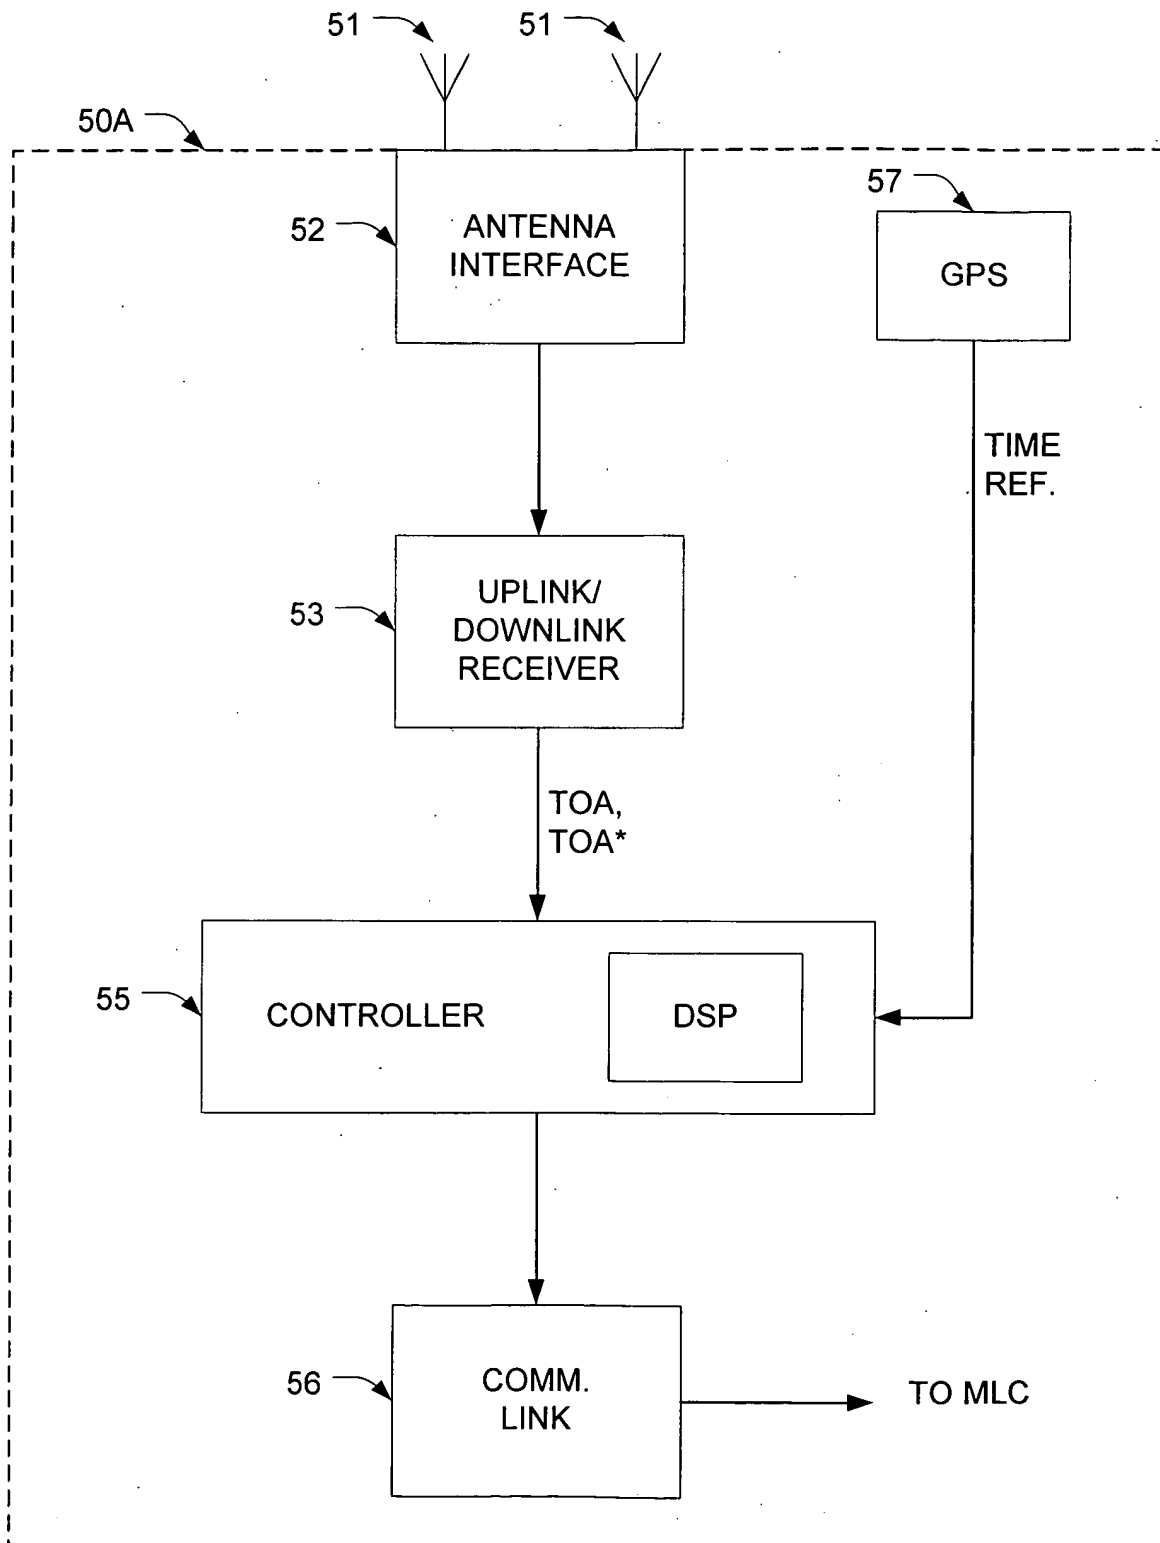 51
51
50A
57
52
ANTENNA
INTERFACE
GPS
TIME
REF.
53
UPLINK/
DOWNLINK
RECEIVER
TOA,
TOA*
55
CONTROLLER
DSP
56
COMM.
LINK
TO MLC